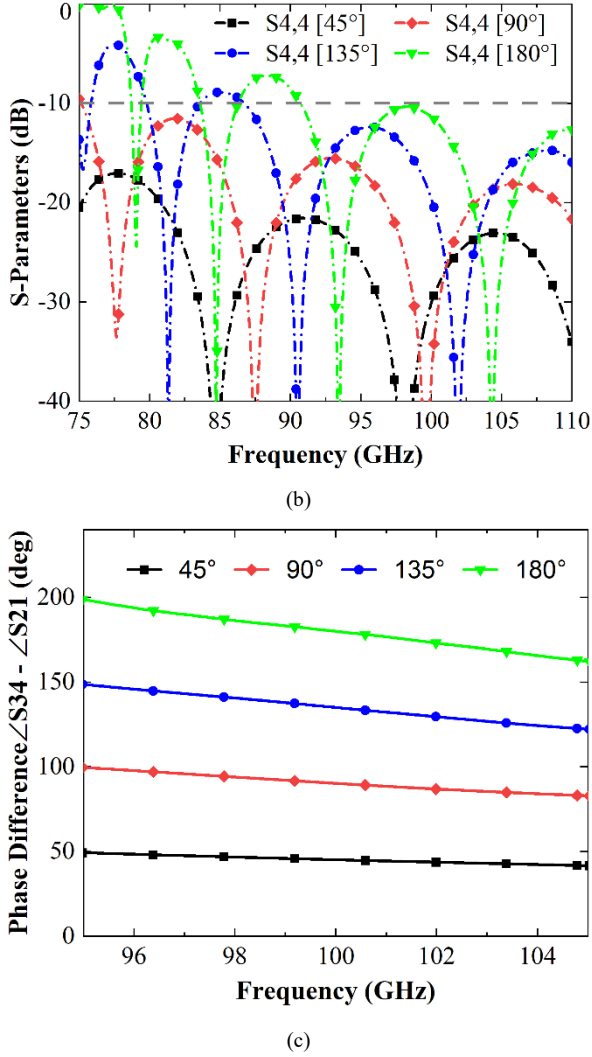 0
-10
-20
-30
-40
S-Parameters (dB)
S4,4 [45°] S4,4 [90°]
S4,4 [135°] S4,4 [180°]
75 80 85 90 95 100 105 110
Frequency (GHz)
(b)
Phase Difference∠S34 - ∠S21 (deg)
45° 90° 135° 180°
200
150
100
50
0
96 98 100 102 104
Frequency (GHz)
(c)